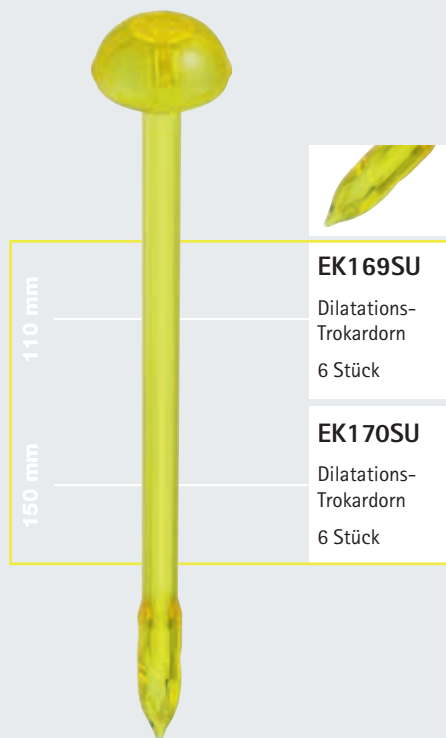 110 mm
EK169SU
Dilatations-
Trokardorn
6 Stück
150 mm
EK170SU
Dilatations-
Trokardorn
6 Stück